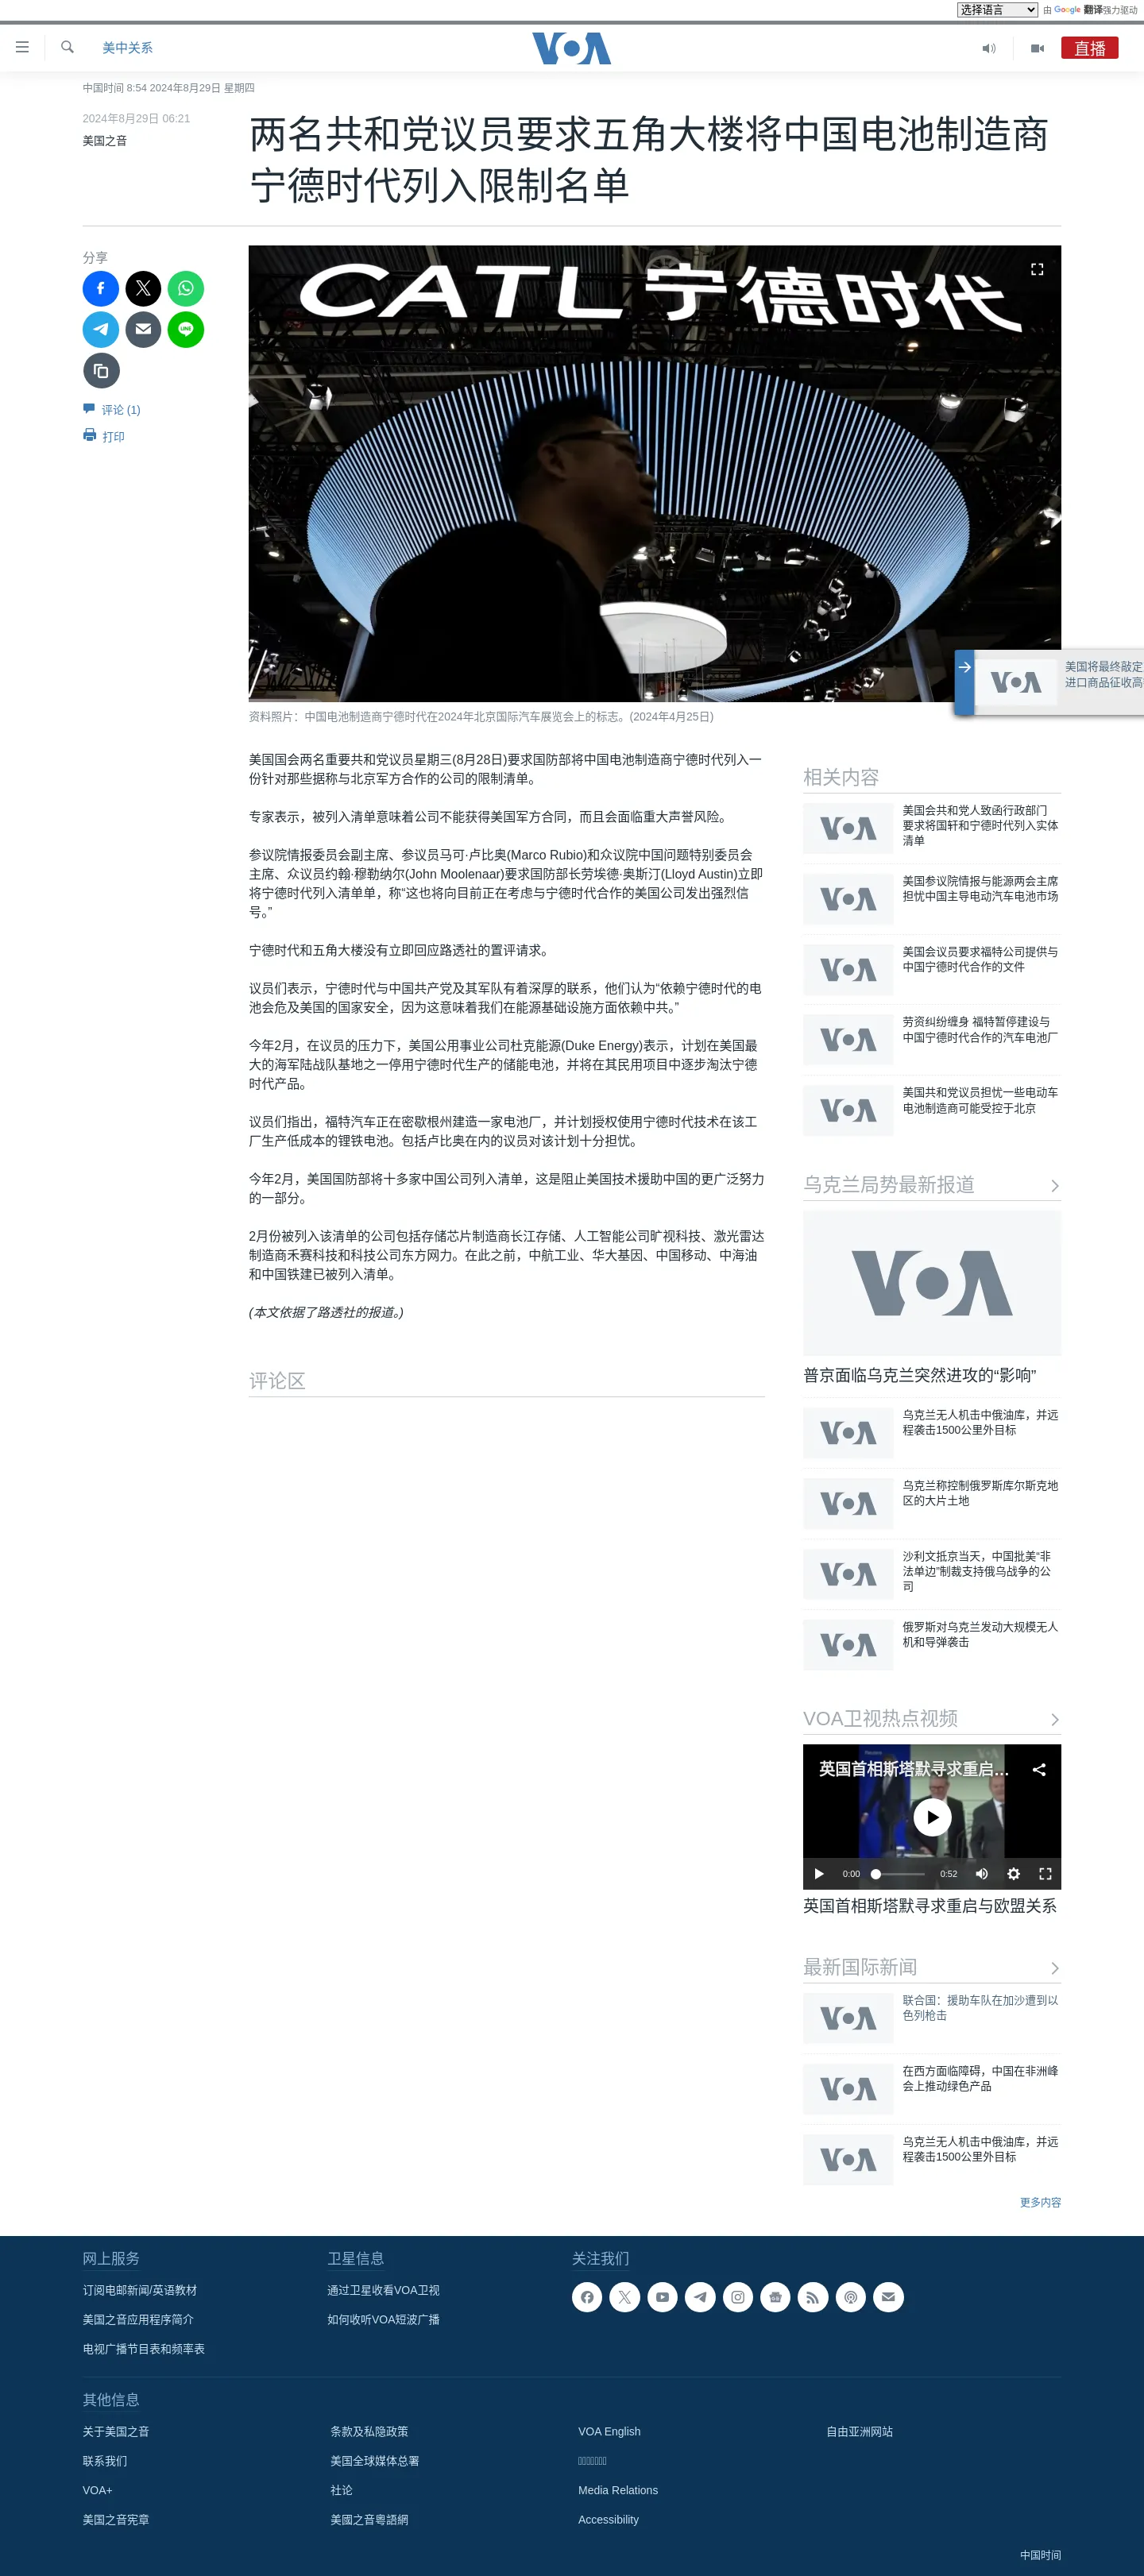 选择语言
由 Google 翻译强力驱动
美中关系
VOA
直播
中国时间 8:54 2024年8月29日 星期四
2024年8月29日 06:21
美国之音
两名共和党议员要求五角大楼将中国电池制造商
宁德时代列入限制名单
分享
LINE
评论 (1)
打印
CATL 宁德时代
美国将最终敲定
进口商品征收高
VOA
资料照片：中国电池制造商宁德时代在2024年北京国际汽车展览会上的标志。(2024年4月25日)
美国国会两名重要共和党议员星期三(8月28日)要求国防部将中国电池制造商宁德时代列入一
份针对那些据称与北京军方合作的公司的限制清单。
专家表示，被列入清单意味着公司不能获得美国军方合同，而且会面临重大声誉风险。
参议院情报委员会副主席、参议员马可·卢比奥(Marco Rubio)和众议院中国问题特别委员会
主席、众议员约翰·穆勒纳尔(John Moolenaar)要求国防部长劳埃德·奥斯汀(Lloyd Austin)立即
将宁德时代列入清单单，称“这也将向目前正在考虑与宁德时代合作的美国公司发出强烈信
号。”
宁德时代和五角大楼没有立即回应路透社的置评请求。
议员们表示，宁德时代与中国共产党及其军队有着深厚的联系，他们认为“依赖宁德时代的电
池会危及美国的国家安全，因为这意味着我们在能源基础设施方面依赖中共。”
今年2月，在议员的压力下，美国公用事业公司杜克能源(Duke Energy)表示，计划在美国最
大的海军陆战队基地之一停用宁德时代生产的储能电池，并将在其民用项目中逐步淘汰宁德
时代产品。
议员们指出，福特汽车正在密歇根州建造一家电池厂，并计划授权使用宁德时代技术在该工
厂生产低成本的锂铁电池。包括卢比奥在内的议员对该计划十分担忧。
今年2月，美国国防部将十多家中国公司列入清单，这是阻止美国技术援助中国的更广泛努力
的一部分。
2月份被列入该清单的公司包括存储芯片制造商长江存储、人工智能公司旷视科技、激光雷达
制造商禾赛科技和科技公司东方网力。在此之前，中航工业、华大基因、中国移动、中海油
和中国铁建已被列入清单。
(本文依据了路透社的报道。)
评论区
相关内容
VOA
美国会共和党人致函行政部门
要求将国轩和宁德时代列入实体
清单
VOA
美国参议院情报与能源两会主席
担忧中国主导电动汽车电池市场
VOA
美国会议员要求福特公司提供与
中国宁德时代合作的文件
VOA
劳资纠纷缠身 福特暂停建设与
中国宁德时代合作的汽车电池厂
VOA
美国共和党议员担忧一些电动车
电池制造商可能受控于北京
乌克兰局势最新报道
VOA
普京面临乌克兰突然进攻的“影响”
VOA
乌克兰无人机击中俄油库，并远
程袭击1500公里外目标
VOA
乌克兰称控制俄罗斯库尔斯克地
区的大片土地
VOA
沙利文抵京当天，中国批美“非
法单边”制裁支持俄乌战争的公
司
VOA
俄罗斯对乌克兰发动大规模无人
机和导弹袭击
VOA卫视热点视频
英国首相斯塔默寻求重启...
0:00
0:52
英国首相斯塔默寻求重启与欧盟关系
最新国际新闻
VOA
联合国：援助车队在加沙遭到以
色列枪击
VOA
在西方面临障碍，中国在非洲峰
会上推动绿色产品
VOA
乌克兰无人机击中俄油库，并远
程袭击1500公里外目标
更多内容
网上服务
订阅电邮新闻/英语教材
美国之音应用程序简介
电视广播节目表和频率表
卫星信息
通过卫星收看VOA卫视
如何收听VOA短波广播
关注我们
其他信息
关于美国之音
联系我们
VOA+
美国之音宪章
条款及私隐政策
美国全球媒体总署
社论
美國之音粵語網
VOA English
Media Relations
Accessibility
自由亚洲网站
中国时间